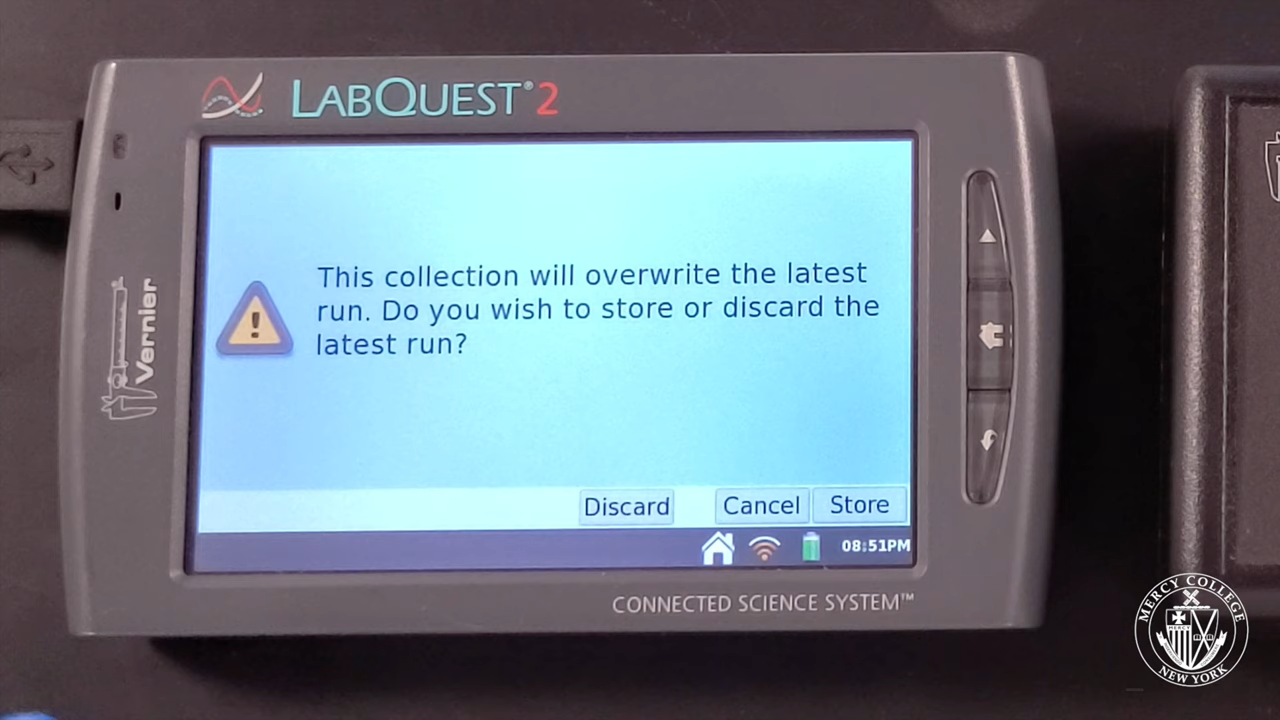 LABQUEST® 2
Vernier
This collection will overwrite the latest
run. Do you wish to store or discard the
latest run?
Discard
Cancel
Store
08:51PM
CONNECTED SCIENCE SYSTEM™
MERCY COLLEGE
MERCY
NEW YORK